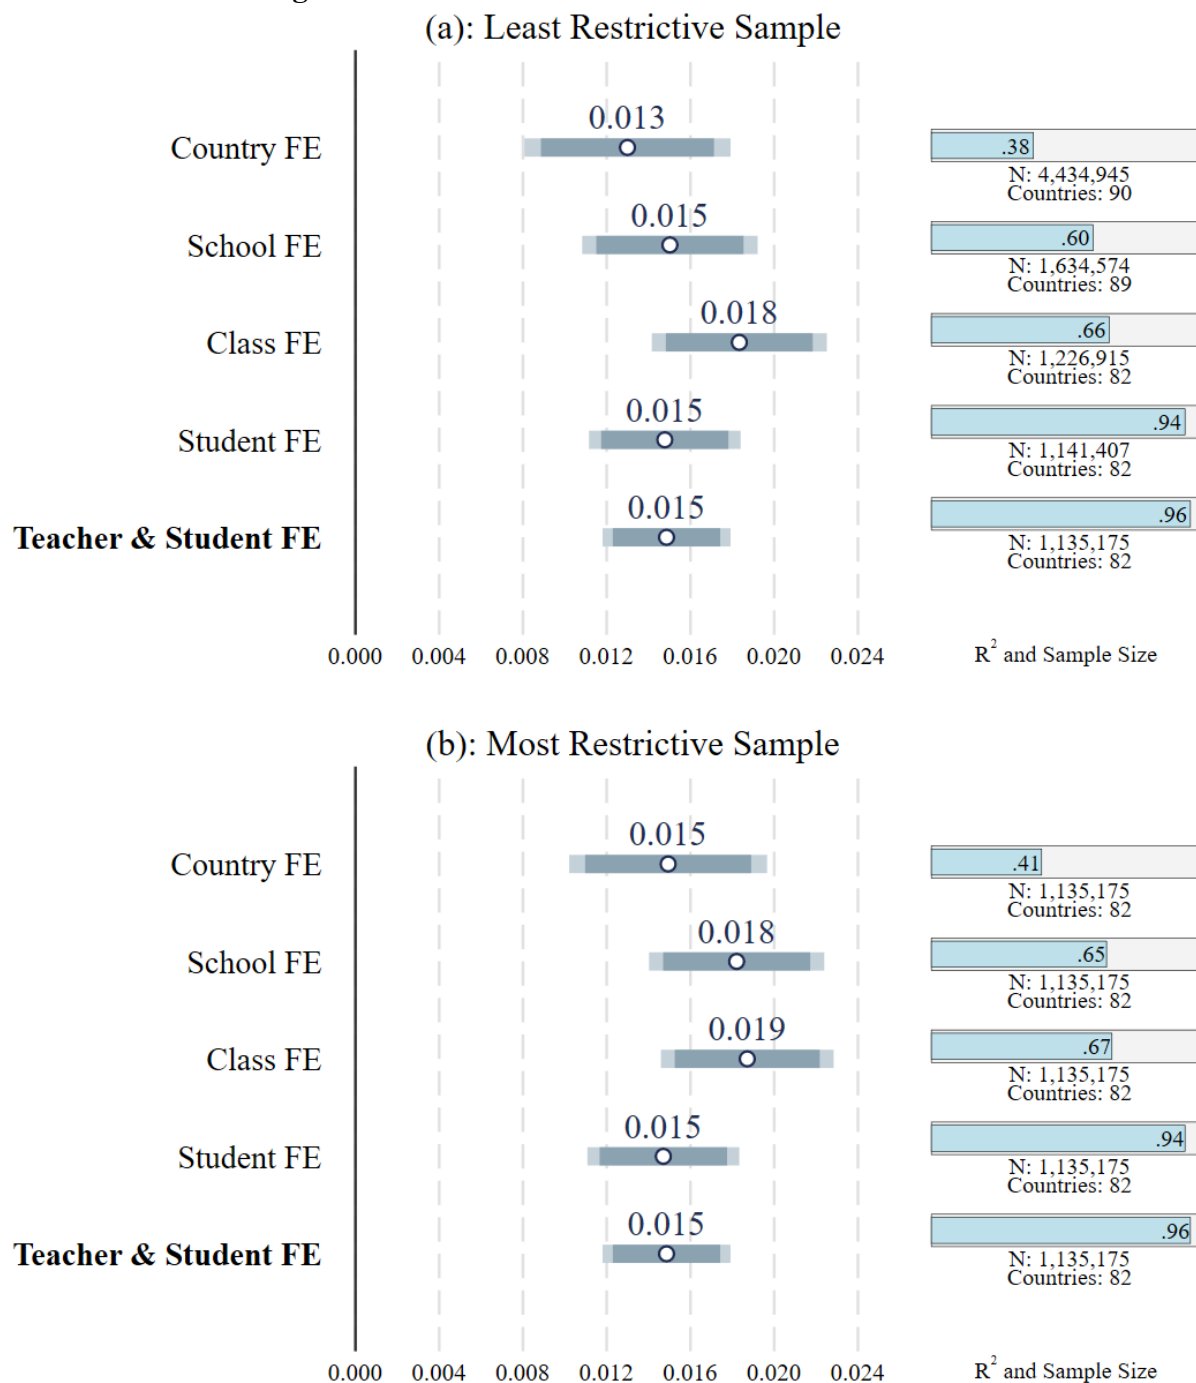 (a): Least Restrictive Sample
0.013
Country FE
.38
N: 4,434,945
Countries: 90
0.015
School FE
.60
N: 1,634,574
Countries: 89
0.018
Class FE
.66
N: 1,226,915
Countries: 82
0.015
Student FE
.94
N: 1,141,407
Countries: 82
0.015
Teacher & Student FE
.96
N: 1,135,175
Countries: 82
0.000 0.004 0.008 0.012 0.016 0.020 0.024
R² and Sample Size
(b): Most Restrictive Sample
0.015
Country FE
.41
N: 1,135,175
Countries: 82
0.018
School FE
.65
N: 1,135,175
Countries: 82
0.019
Class FE
.67
N: 1,135,175
Countries: 82
0.015
Student FE
.94
N: 1,135,175
Countries: 82
0.015
Teacher & Student FE
.96
N: 1,135,175
Countries: 82
0.000 0.004 0.008 0.012 0.016 0.020 0.024
R² and Sample Size